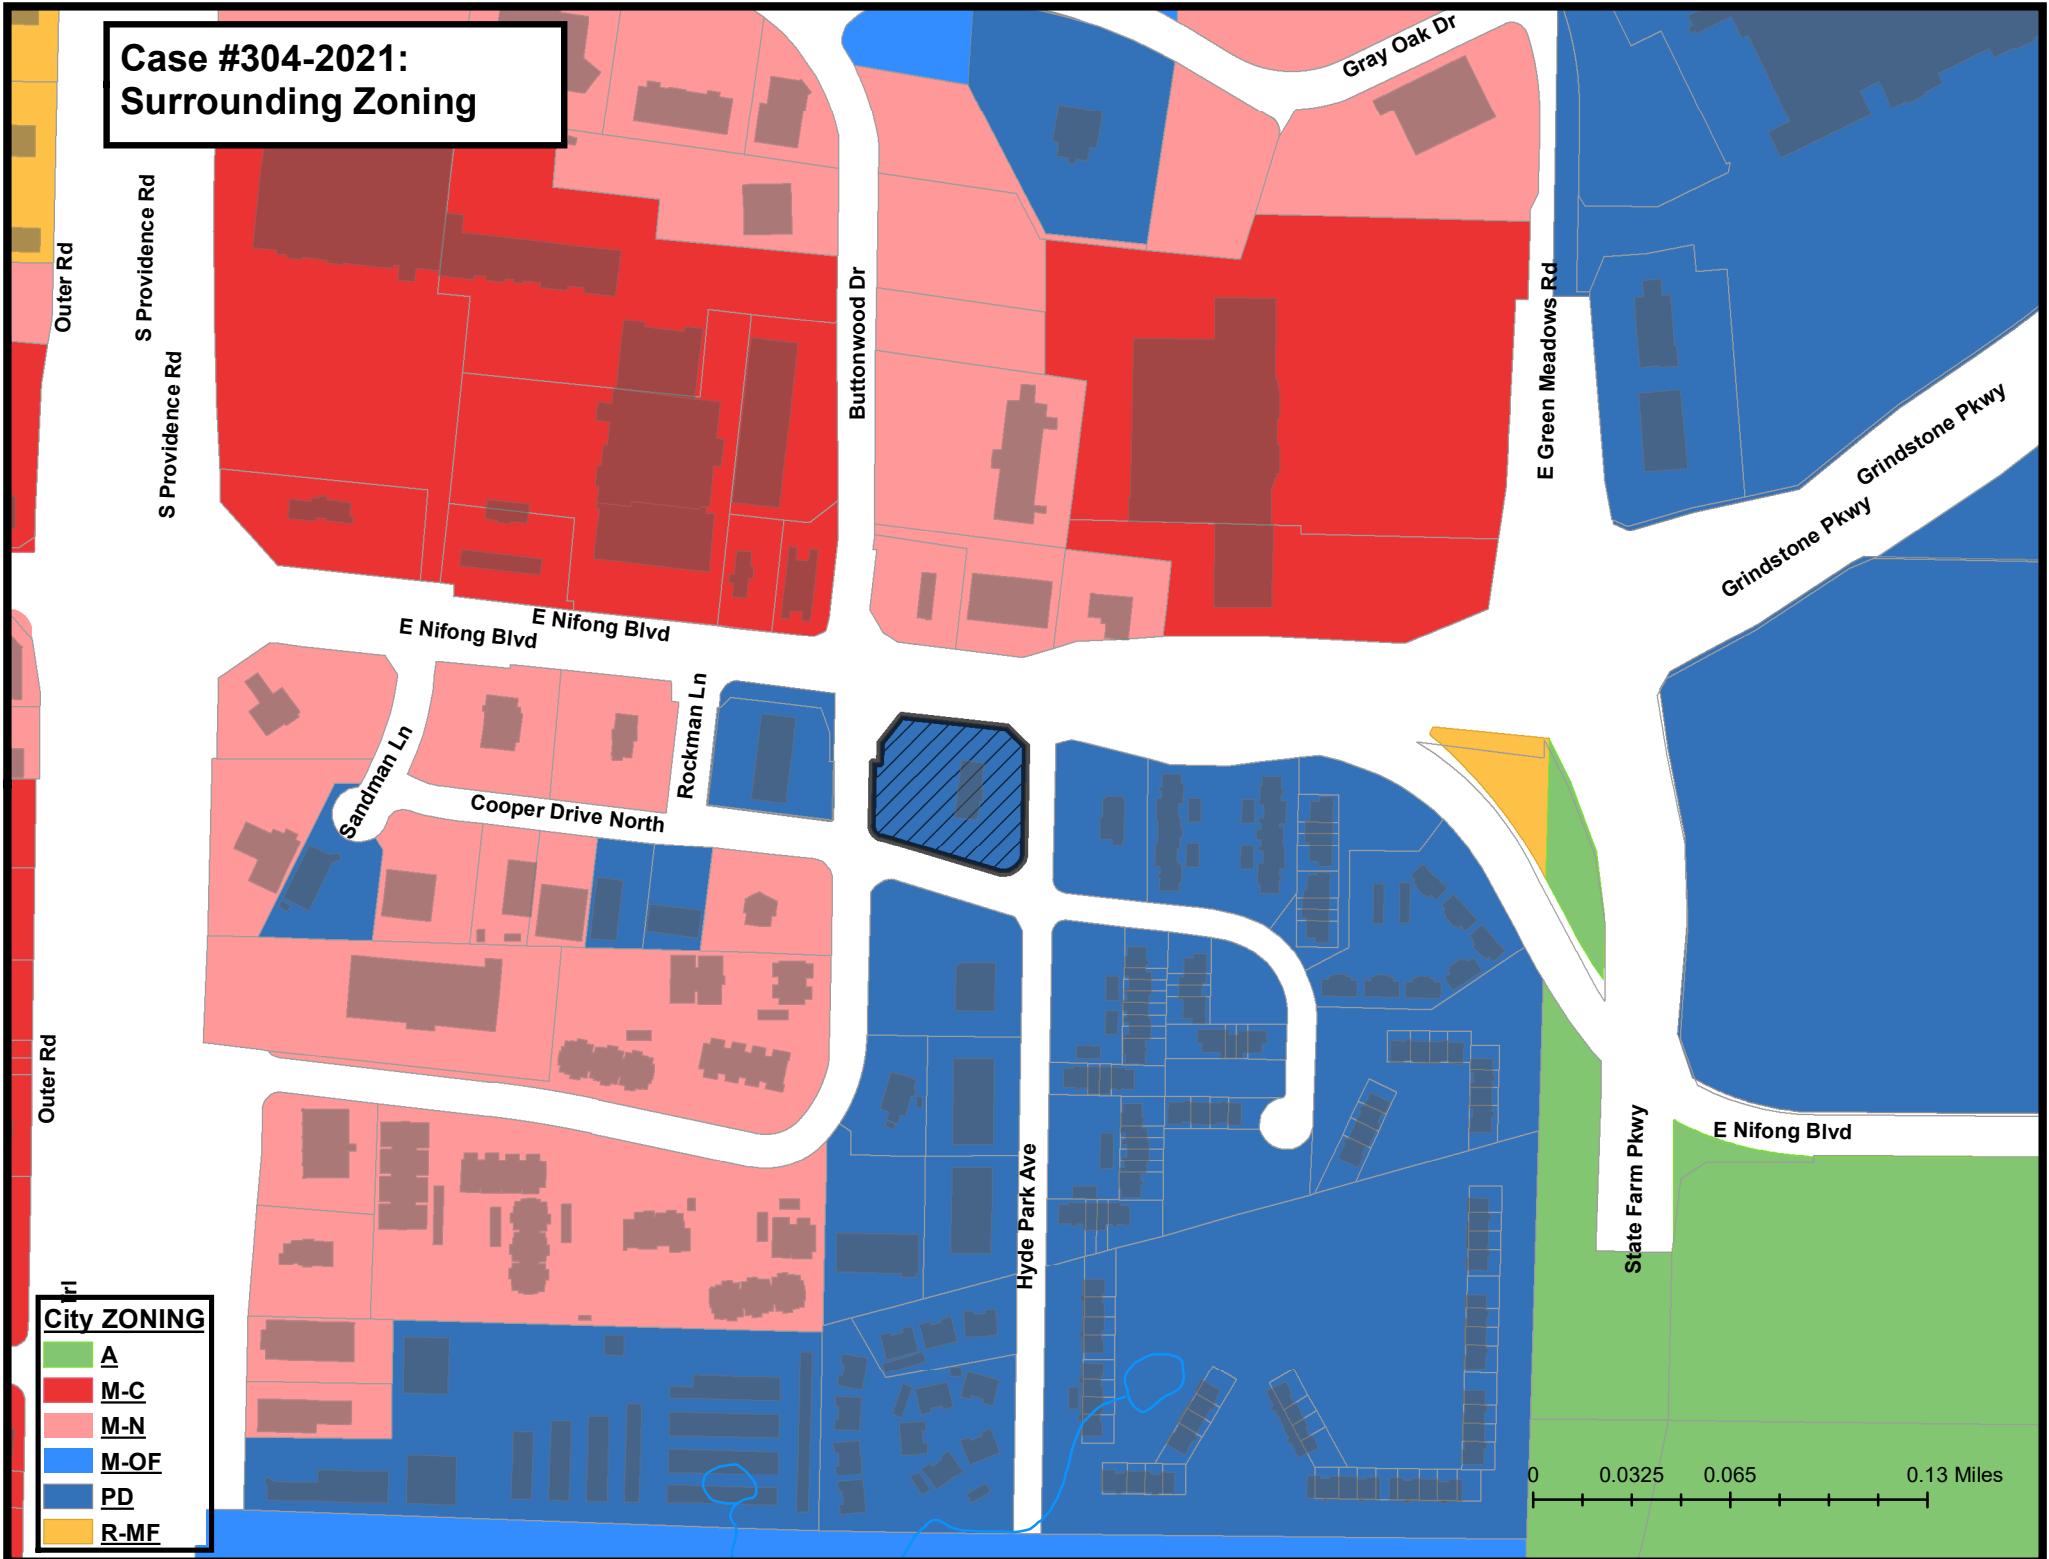 Case #304-2021:
Surrounding Zoning
Gray Oak Dr
S Providence Rd
Outer Rd
Buttonwood Dr
E Green Meadows Rd
S Providence Rd
Grindstone Pkwy
Grindstone Pkwy
E Nifong Blvd
E Nifong Blvd
Rockman Ln
Sandman Ln
Cooper Drive North
Outer Rd
Hyde Park Ave
State Farm Pkwy
E Nifong Blvd
City ZONING
A
M-C
M-N
M-OF
PD
R-MF
0 0.0325 0.065 0.13 Miles